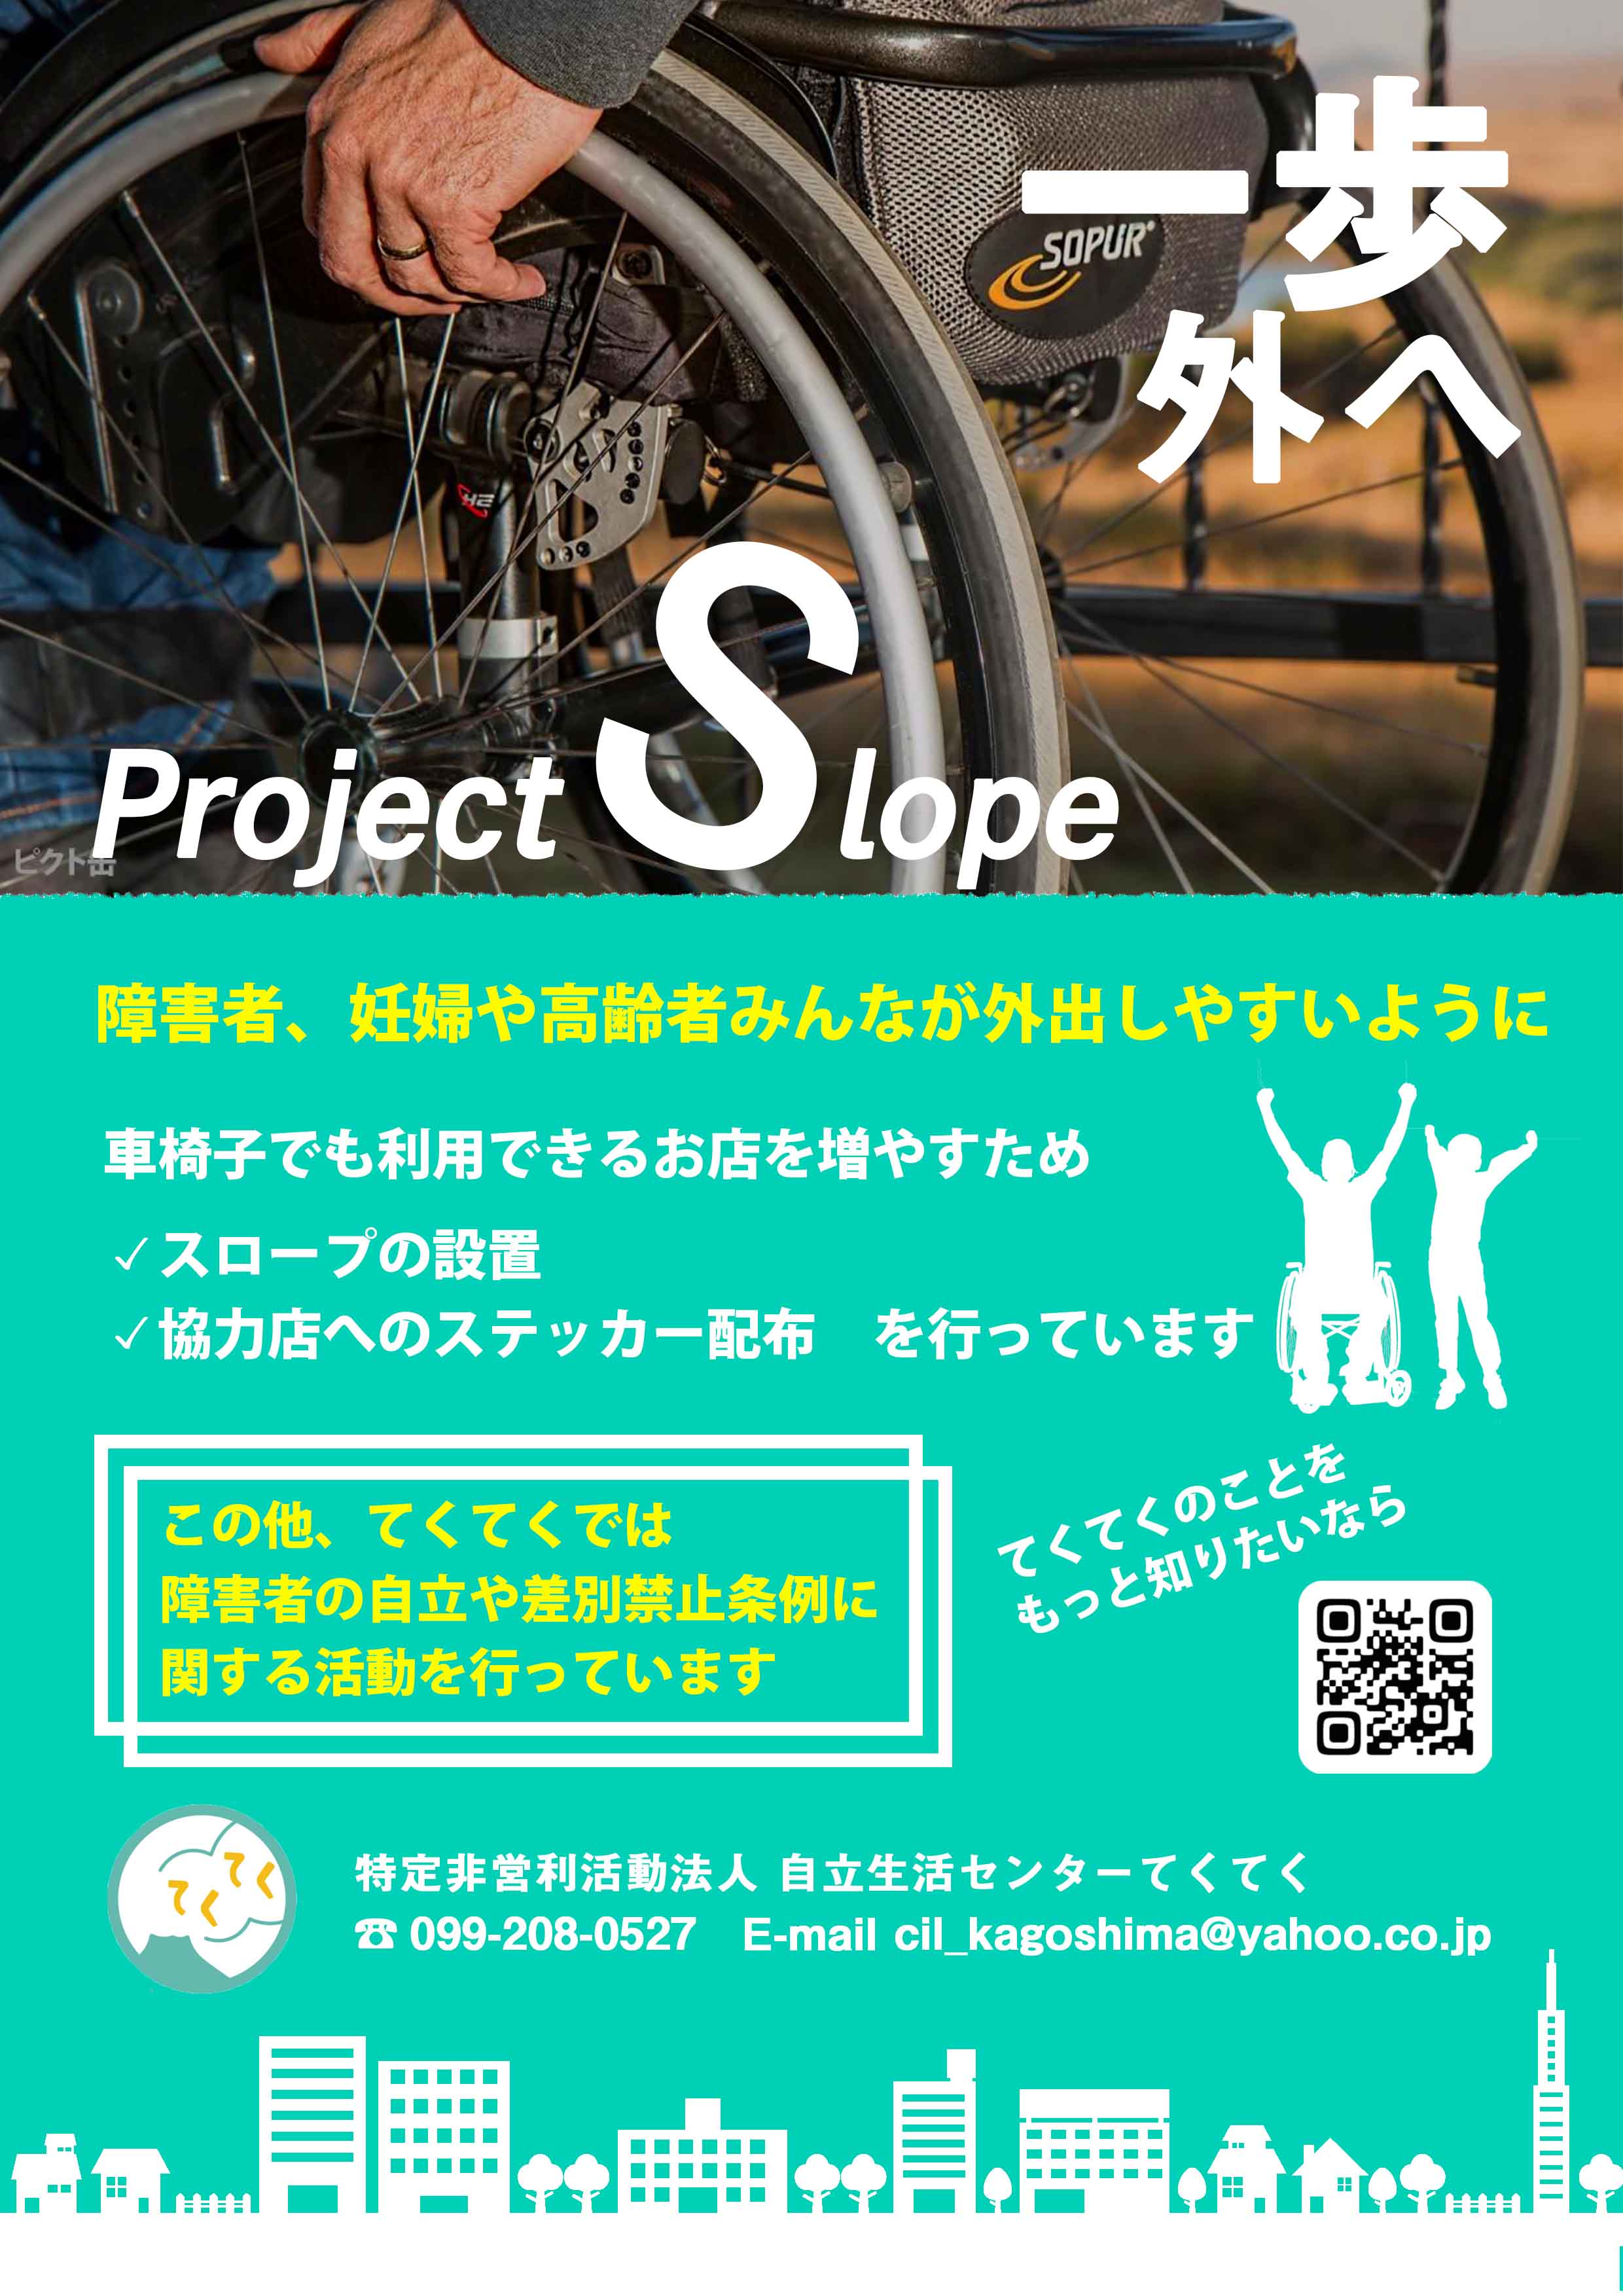 一歩
外へ
SOPUR
Project Slope
障害者、妊婦や高齢者みんなが外出しやすいように
車椅子でも利用できるお店を増やすため
✓スロープの設置
✓協力店へのステッカー配布　を行っています
この他、てくてくでは
障害者の自立や差別禁止条例に
関する活動を行っています
てくてくのことを
もっと知りたいなら
てくてく
特定非営利活動法人 自立生活センターてくてく
☎ 099-208-0527　E-mail cil_kagoshima@yahoo.co.jp